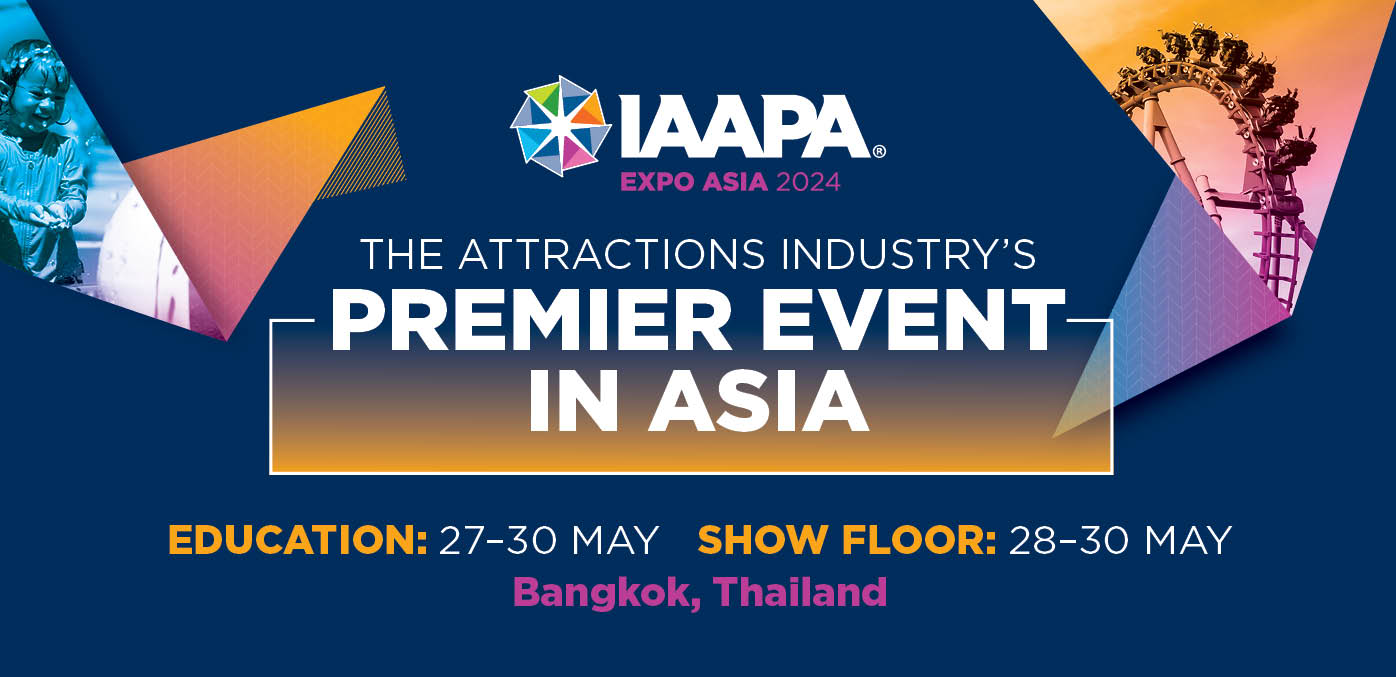 IAAPA®
EXPO ASIA 2024
THE ATTRACTIONS INDUSTRY’S
PREMIER EVENT
IN ASIA
EDUCATION: 27–30 MAY SHOW FLOOR: 28–30 MAY
Bangkok, Thailand